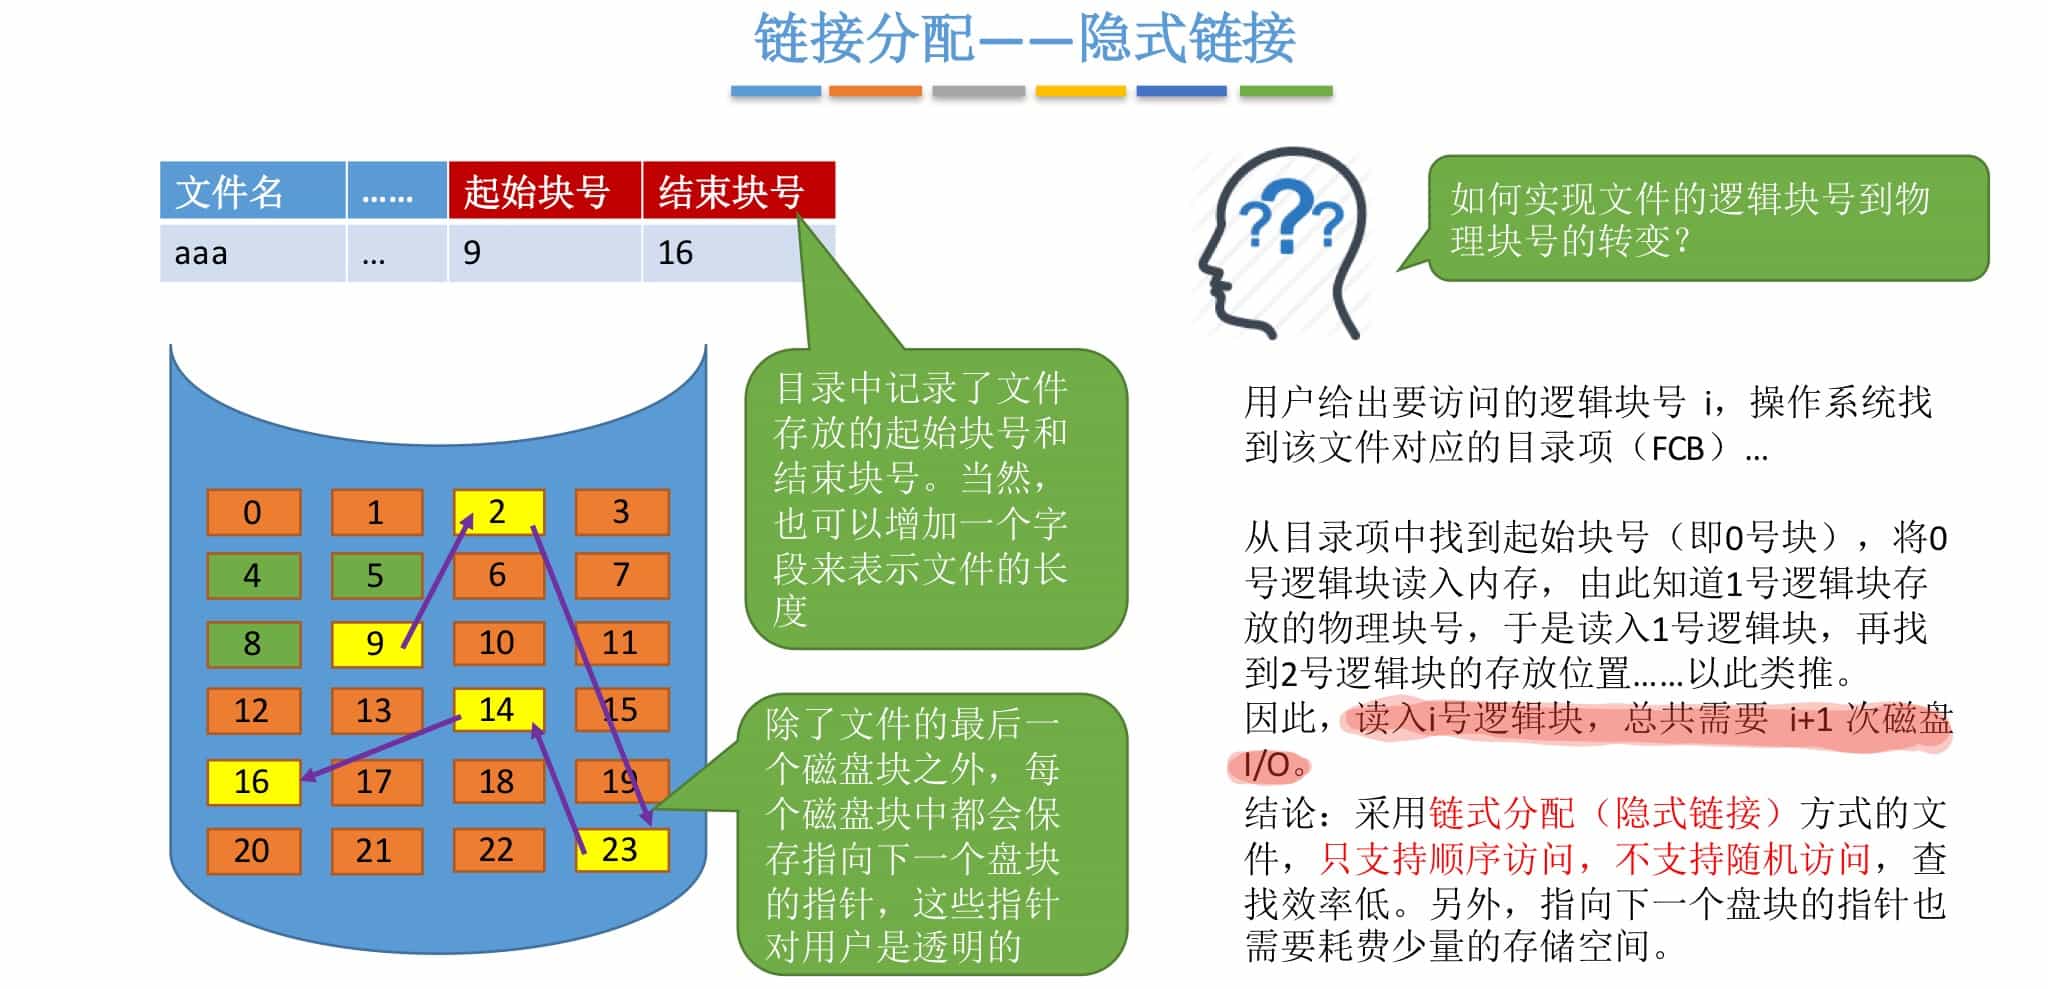 链接分配——隐式链接
文件名 …… 起始块号 结束块号
aaa … 9 16
目录中记录了文件
存放的起始块号和
结束块号。当然，
也可以增加一个字
段来表示文件的长
度
0 1 2 3
4 5 6 7
8 9 10 11
12 13 14 15
16 17 18 19
20 21 22 23
除了文件的最后一
个磁盘块之外，每
个磁盘块中都会保
存指向下一个盘块
的指针，这些指针
对用户是透明的
???
如何实现文件的逻辑块号到物
理块号的转变？
用户给出要访问的逻辑块号 i，操作系统找
到该文件对应的目录项（FCB）…
从目录项中找到起始块号（即0号块），将0
号逻辑块读入内存，由此知道1号逻辑块存
放的物理块号，于是读入1号逻辑块，再找
到2号逻辑块的存放位置……以此类推。
因此，读入i号逻辑块，总共需要 i+1 次磁盘
I/O。
结论：采用链式分配（隐式链接）方式的文
件，只支持顺序访问，不支持随机访问，查
找效率低。另外，指向下一个盘块的指针也
需要耗费少量的存储空间。